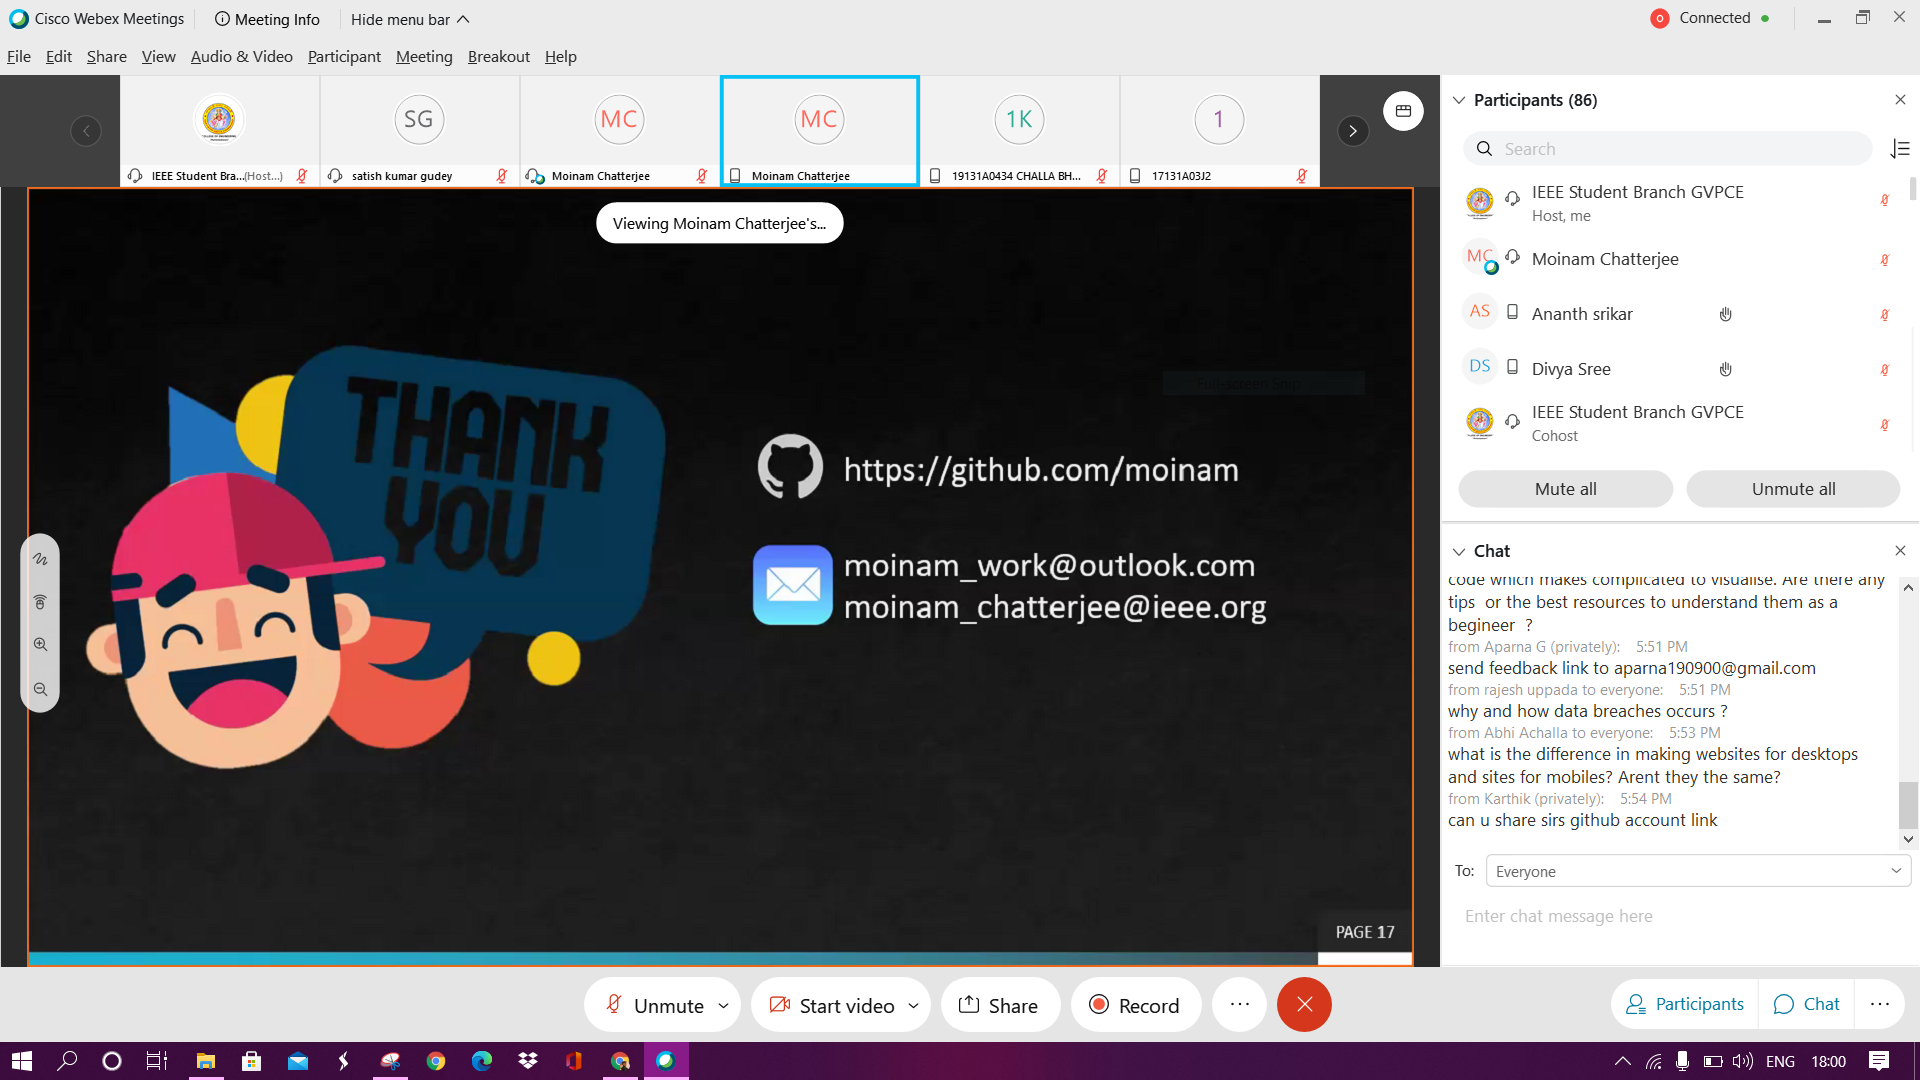 Cisco Webex Meetings
Meeting Info
Hide menu bar
Connected
File Edit Share View Audio & Video Participant Meeting Breakout Help
SG
MC
MC
1K
1
IEEE Student Bra...(Host...)
satish kumar gudey
Moinam Chatterjee
Moinam Chatterjee
19131A0434 CHALLA BH...
17131A03J2
Viewing Moinam Chatterjee's...
THANK
YOU
https://github.com/moinam
moinam_work@outlook.com
moinam_chatterjee@ieee.org
Full-screen Snip
PAGE 17
Participants (86)
Search
IEEE Student Branch GVPCE
Host, me
MC
Moinam Chatterjee
AS
Ananth srikar
DS
Divya Sree
IEEE Student Branch GVPCE
Cohost
Mute all
Unmute all
Chat
code which makes complicated to visualise. Are there any
tips or the best resources to understand them as a
begineer ?
from Aparna G (privately): 5:51 PM
send feedback link to aparna190900@gmail.com
from rajesh uppada to everyone: 5:51 PM
why and how data breaches occurs ?
from Abhi Achalla to everyone: 5:53 PM
what is the difference in making websites for desktops
and sites for mobiles? Arent they the same?
from Karthik (privately): 5:54 PM
can u share sirs github account link
To: Everyone
Enter chat message here
Unmute
Start video
Share
Record
Participants
Chat
ENG
18:00